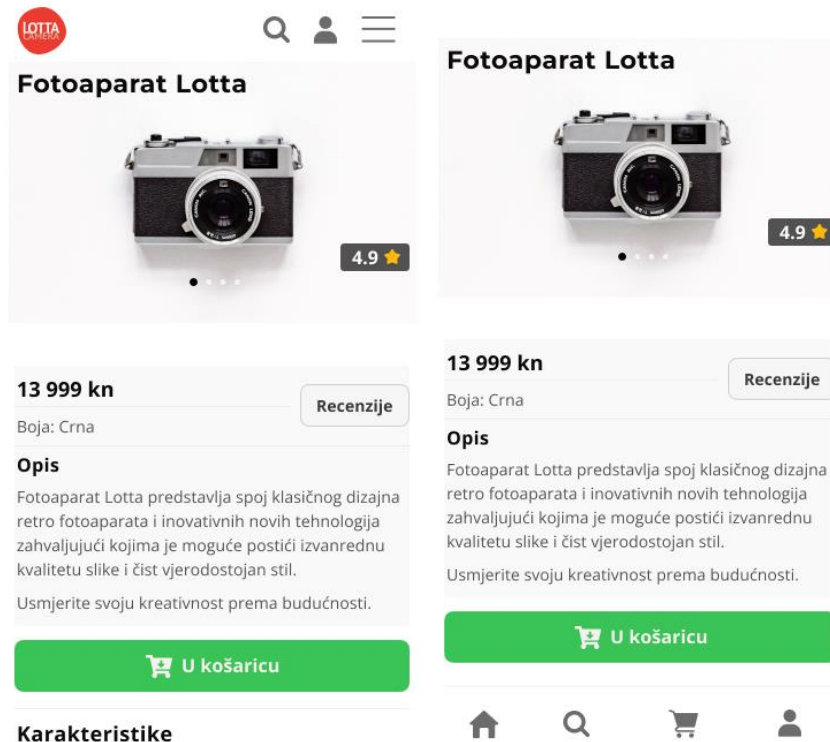 LOTTA
CAMERA
Fotoaparat Lotta
4.9
13 999 kn
Recenzije
Boja: Crna
Opis
Fotoaparat Lotta predstavlja spoj klasičnog dizajna
retro fotoaparata i inovativnih novih tehnologija
zahvaljujući kojima je moguće postići izvanrednu
kvalitetu slike i čist vjerodostojan stil.
Usmjerite svoju kreativnost prema budućnosti.
U košaricu
Karakteristike
Fotoaparat Lotta
4.9
13 999 kn
Recenzije
Boja: Crna
Opis
Fotoaparat Lotta predstavlja spoj klasičnog dizajna
retro fotoaparata i inovativnih novih tehnologija
zahvaljujući kojima je moguće postići izvanrednu
kvalitetu slike i čist vjerodostojan stil.
Usmjerite svoju kreativnost prema budućnosti.
U košaricu